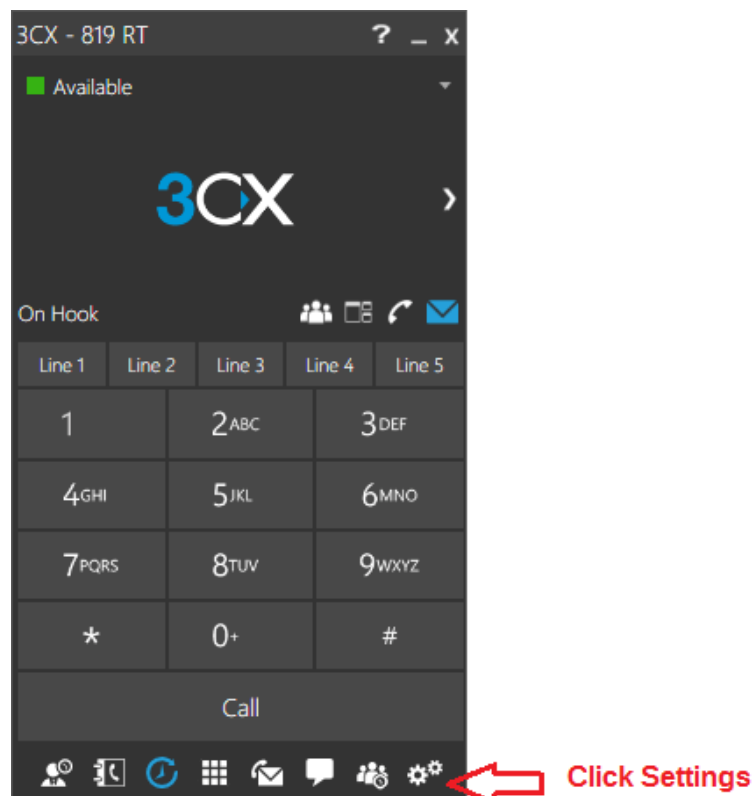 3CX - 819 RT ? _ x
Available
3CX
On Hook
Line 1 Line 2 Line 3 Line 4 Line 5
1 2ABC 3DEF
4GHI 5JKL 6MNO
7PQRS 8TUV 9WXYZ
* 0+ #
Call
Click Settings